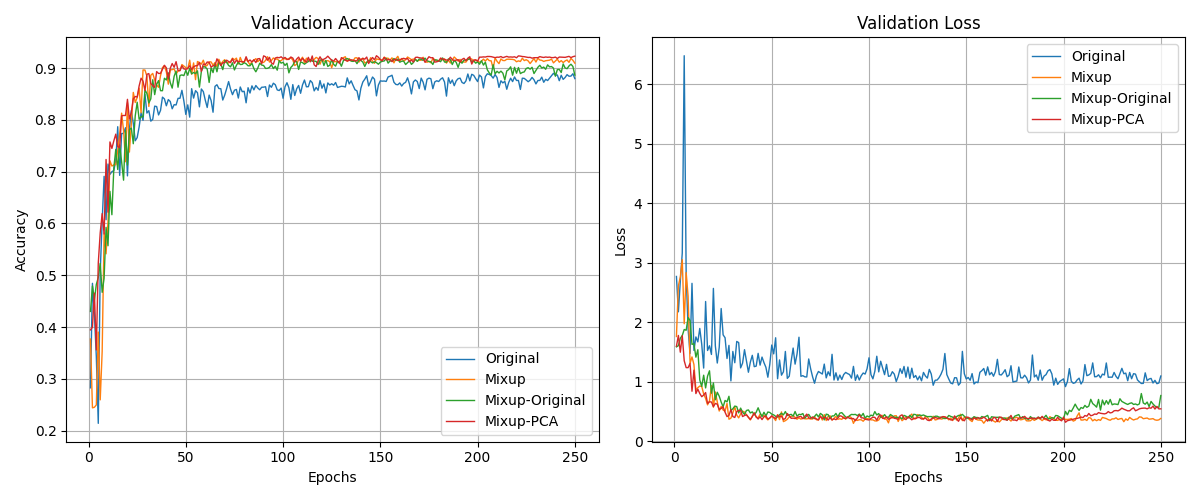 Validation Accuracy
Accuracy
0.9
0.8
0.7
0.6
0.5
0.4
0.3
0.2
Original
Mixup
Mixup-Original
Mixup-PCA
0 50 100 150 200 250
Epochs
Validation Loss
Loss
6
5
4
3
2
1
0
Original
Mixup
Mixup-Original
Mixup-PCA
0 50 100 150 200 250
Epochs